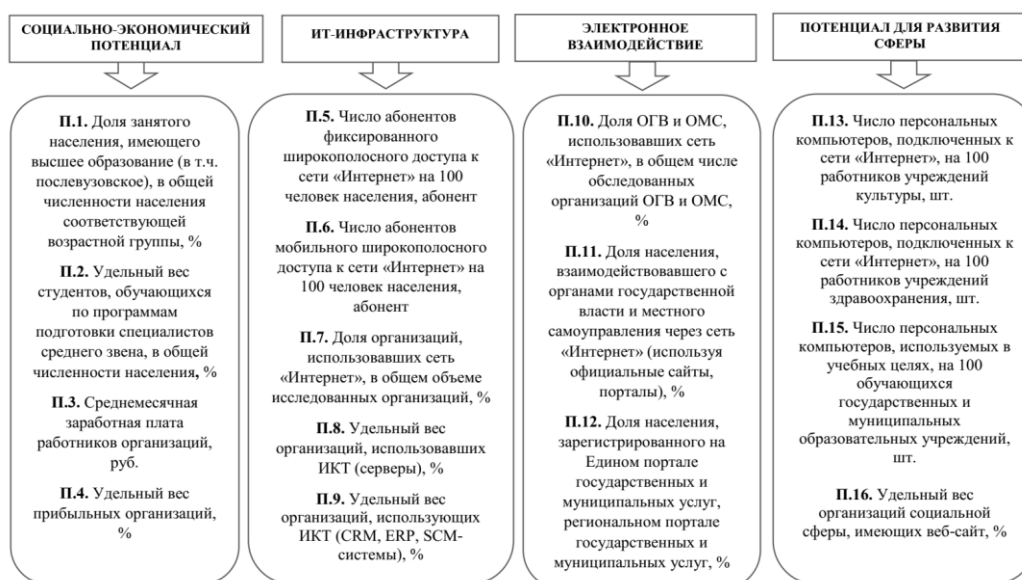 СОЦИАЛЬНО-ЭКОНОМИЧЕСКИЙ
ПОТЕНЦИАЛ
П.1. Доля занятого
населения, имеющего
высшее образование (в т.ч.
послевузовское), в общей
численности населения
соответствующей
возрастной группы, %
П.2. Удельный вес
студентов, обучающихся
по программам
подготовки специалистов
среднего звена, в общей
численности населения, %
П.3. Среднемесячная
заработная плата
работников организаций,
руб.
П.4. Удельный вес
прибыльных организаций,
%
ИТ-ИНФРАСТРУКТУРА
П.5. Число абонентов
фиксированного
широкополосного доступа к
сети «Интернет» на 100
человек населения, абонент
П.6. Число абонентов
мобильного широкополосного
доступа к сети «Интернет» на
100 человек населения,
абонент
П.7. Доля организаций,
использовавших сеть
«Интернет», в общем объеме
исследованных организаций, %
П.8. Удельный вес
организаций, использовавших
ИКТ (серверы), %
П.9. Удельный вес
организаций, использующих
ИКТ (CRM, ERP, SCM-
системы), %
ЭЛЕКТРОННОЕ
ВЗАИМОДЕЙСТВИЕ
П.10. Доля ОГВ и ОМС,
использовавших сеть
«Интернет», в общем числе
обследованных
организаций ОГВ и ОМС,
%
П.11. Доля населения,
взаимодействовавшего с
органами государственной
власти и местного
самоуправления через сеть
«Интернет» (используя
официальные сайты,
порталы), %
П.12. Доля населения,
зарегистрированного на
Едином портале
государственных и
муниципальных услуг,
региональном портале
государственных и
муниципальных услуг, %
ПОТЕНЦИАЛ ДЛЯ РАЗВИТИЯ
СФЕРЫ
П.13. Число персональных
компьютеров, подключенных к
сети «Интернет», на 100
работников учреждений
культуры, шт.
П.14. Число персональных
компьютеров, подключенных к
сети «Интернет», на 100
работников учреждений
здравоохранения, шт.
П.15. Число персональных
компьютеров, используемых в
учебных целях, на 100
обучающихся
государственных и
муниципальных
образовательных учреждений,
шт.
П.16. Удельный вес
организаций социальной
сферы, имеющих веб-сайт, %